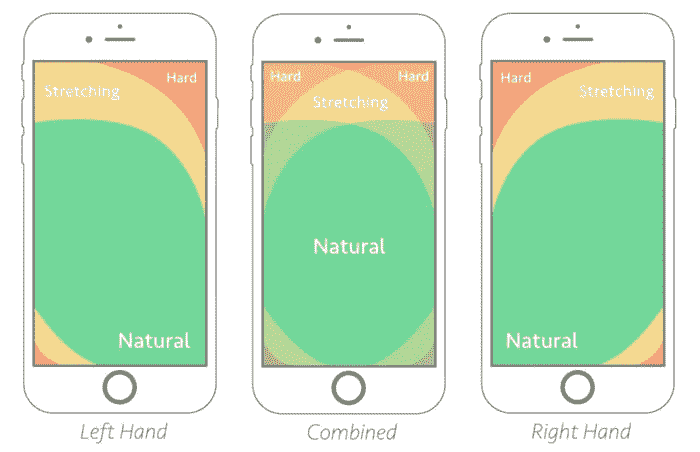 Hard
Stretching
Natural
Left Hand
Hard Hard
Stretching
Natural
Combined
Hard
Stretching
Natural
Right Hand